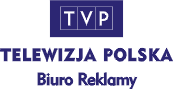 TVP
TELEWIZJA POLSKA
Biuro Reklamy